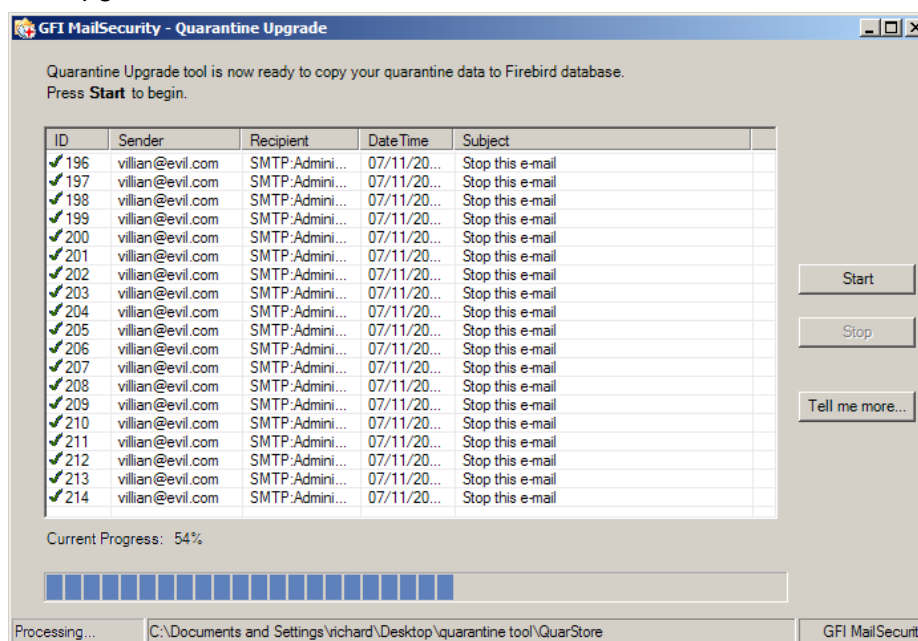 GFI MailSecurity - Quarantine Upgrade
Quarantine Upgrade tool is now ready to copy your quarantine data to Firebird database.
Press Start to begin.
ID Sender Recipient DateTime Subject
196 villian@evil.com SMTP:Admini... 07/11/20... Stop this e-mail
197 villian@evil.com SMTP:Admini... 07/11/20... Stop this e-mail
198 villian@evil.com SMTP:Admini... 07/11/20... Stop this e-mail
199 villian@evil.com SMTP:Admini... 07/11/20... Stop this e-mail
200 villian@evil.com SMTP:Admini... 07/11/20... Stop this e-mail
201 villian@evil.com SMTP:Admini... 07/11/20... Stop this e-mail
202 villian@evil.com SMTP:Admini... 07/11/20... Stop this e-mail
203 villian@evil.com SMTP:Admini... 07/11/20... Stop this e-mail
204 villian@evil.com SMTP:Admini... 07/11/20... Stop this e-mail
205 villian@evil.com SMTP:Admini... 07/11/20... Stop this e-mail
206 villian@evil.com SMTP:Admini... 07/11/20... Stop this e-mail
207 villian@evil.com SMTP:Admini... 07/11/20... Stop this e-mail
208 villian@evil.com SMTP:Admini... 07/11/20... Stop this e-mail
209 villian@evil.com SMTP:Admini... 07/11/20... Stop this e-mail
210 villian@evil.com SMTP:Admini... 07/11/20... Stop this e-mail
211 villian@evil.com SMTP:Admini... 07/11/20... Stop this e-mail
212 villian@evil.com SMTP:Admini... 07/11/20... Stop this e-mail
213 villian@evil.com SMTP:Admini... 07/11/20... Stop this e-mail
214 villian@evil.com SMTP:Admini... 07/11/20... Stop this e-mail
Start
Stop
Tell me more...
Current Progress: 54%
Processing... C:\Documents and Settings\richard\Desktop\quarantine tool\QuarStore GFI MailSecurit